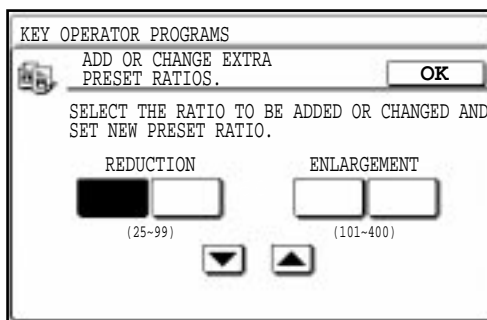 KEY OPERATOR PROGRAMS
ADD OR CHANGE EXTRA
PRESET RATIOS.
OK
SELECT THE RATIO TO BE ADDED OR CHANGED AND
SET NEW PRESET RATIO.
REDUCTION ENLARGEMENT
(25~99) (101~400)